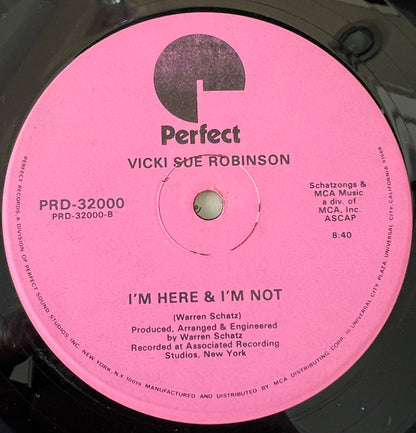 Perfect
VICKI SUE ROBINSON
PRD-32000
PRD-32000-B
Schatzongs &
MCA Music
a div. of
MCA, Inc.
ASCAP
8:40
I'M HERE & I'M NOT
(Warren Schatz)
Produced, Arranged & Engineered
by Warren Schatz
Recorded at Associated Recording
Studios, New York
PERFECT RECORDS, A DIVISION OF PERFECT SOUND STUDIOS INC. NEW YORK, N.Y. 10019 MANUFACTURED AND DISTRIBUTED BY MCA DISTRIBUTING CORP. 70 UNIVERSAL CITY PLAZA, UNIVERSAL CITY, CALIFORNIA 91608